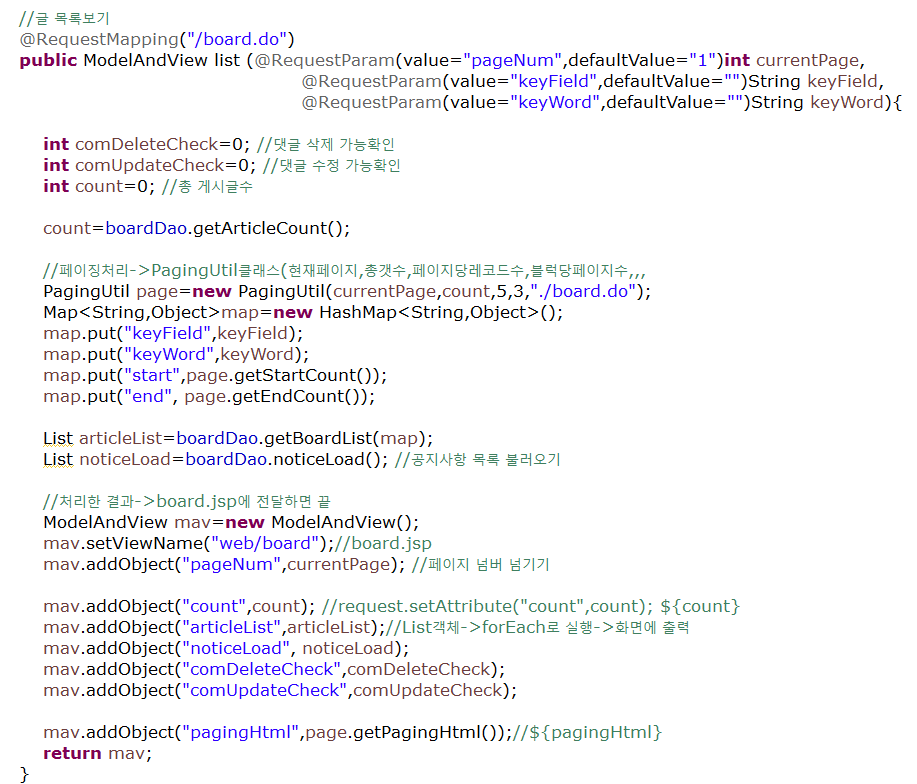 //글 목록보기
@RequestMapping("/board.do")
public ModelAndView list (@RequestParam(value="pageNum",defaultValue="1")int currentPage,
@RequestParam(value="keyField",defaultValue="")String keyField,
@RequestParam(value="keyWord",defaultValue="")String keyWord){
int comDeleteCheck=0; //댓글 삭제 가능확인
int comUpdateCheck=0; //댓글 수정 가능확인
int count=0; //총 게시글수
count=boardDao.getArticleCount();
//페이징처리->PagingUtil클래스(현재페이지,총갯수,페이지당레코드수,블럭당페이지수,,,
PagingUtil page=new PagingUtil(currentPage,count,5,3,"./board.do");
Map<String,Object>map=new HashMap<String,Object>();
map.put("keyField",keyField);
map.put("keyWord",keyWord);
map.put("start",page.getStartCount());
map.put("end", page.getEndCount());
List articleList=boardDao.getBoardList(map);
List noticeLoad=boardDao.noticeLoad(); //공지사항 목록 불러오기
//처리한 결과->board.jsp에 전달하면 끝
ModelAndView mav=new ModelAndView();
mav.setViewName("web/board");//board.jsp
mav.addObject("pageNum",currentPage); //페이지 넘버 넘기기
mav.addObject("count",count); //request.setAttribute("count",count); ${count}
mav.addObject("articleList",articleList);//List객체->forEach로 실행->화면에 출력
mav.addObject("noticeLoad", noticeLoad);
mav.addObject("comDeleteCheck",comDeleteCheck);
mav.addObject("comUpdateCheck",comUpdateCheck);
mav.addObject("pagingHtml",page.getPagingHtml());//${pagingHtml}
return mav;
}